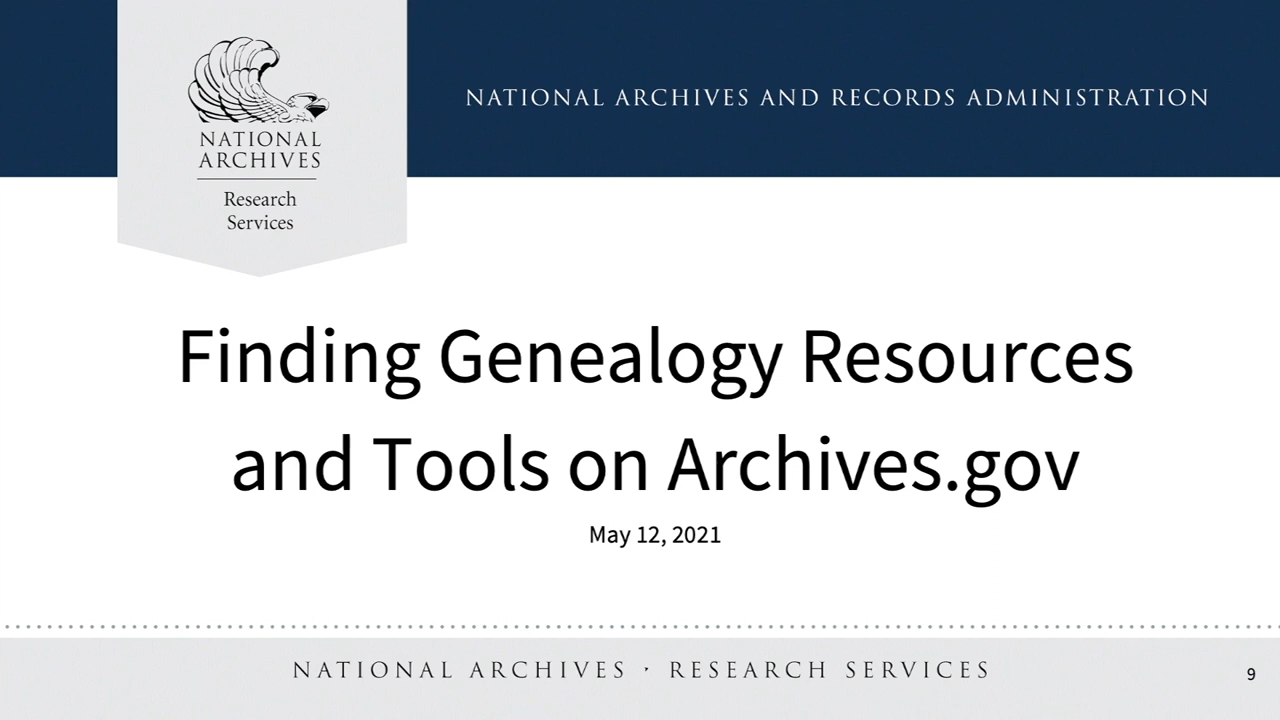 NATIONAL ARCHIVES AND RECORDS ADMINISTRATION
NATIONAL
ARCHIVES
Research
Services
Finding Genealogy Resources
and Tools on Archives.gov
May 12, 2021
NATIONAL ARCHIVES · RESEARCH SERVICES
9